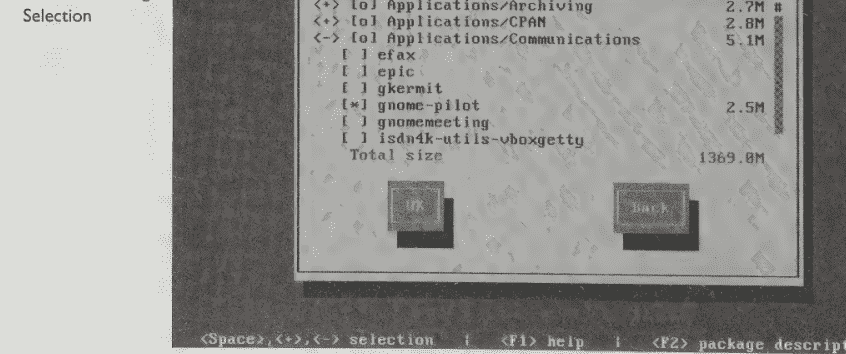 Selection
<+> [o] Applications/Archiving 2.7M #
<+> [o] Applications/CPAN 2.8M
<-> [o] Applications/Communications 5.1M
[ ] efax
[ ] epic
[ ] gkermit
[*] gnome-pilot 2.5M
[ ] gnomemeeting
[ ] isdn4k-utils-vboxgetty
Total size 1369.0M
OK Back
<Space>,<+>,<-> selection | <F1> help | <F2> package descript